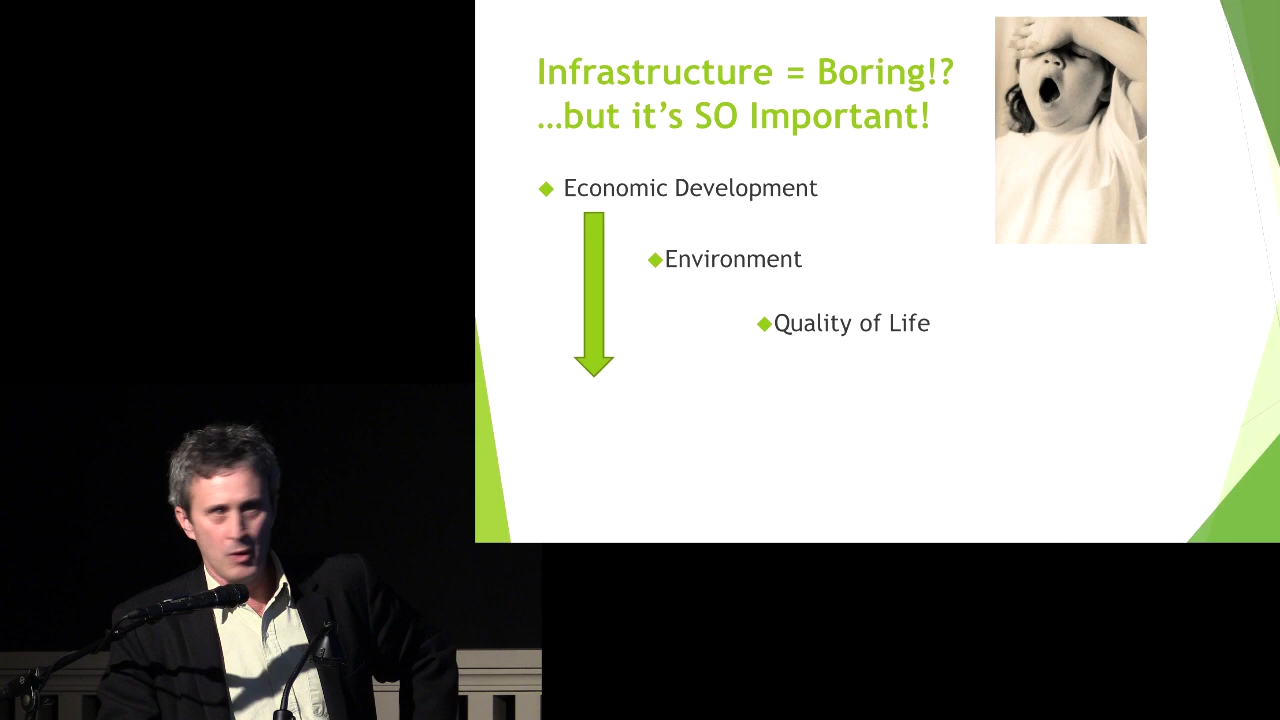 Infrastructure = Boring!?
…but it's SO Important!
Economic Development
Environment
Quality of Life